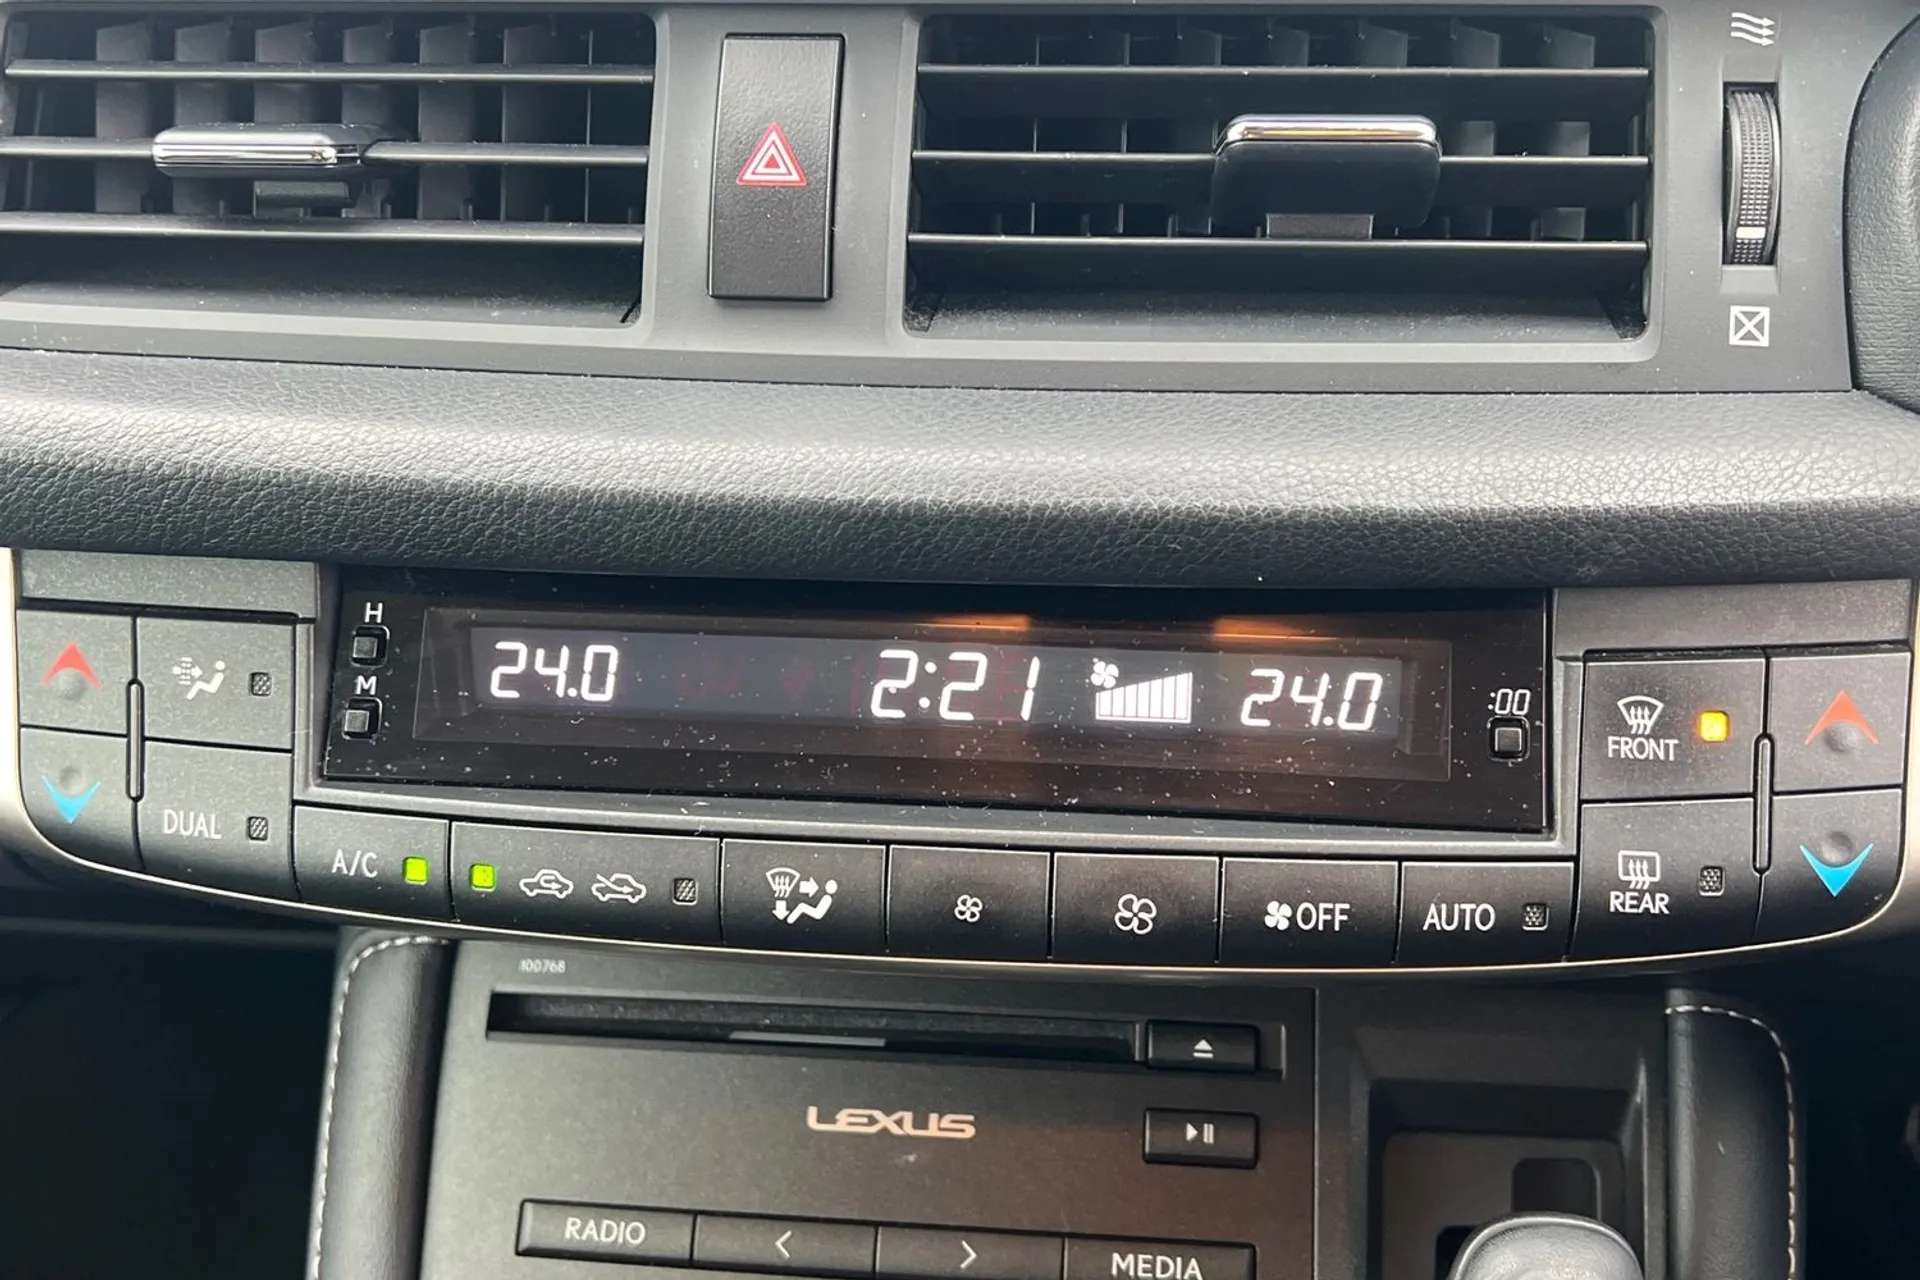 H
24.0 2:21 24.0
M
:00
FRONT
DUAL
A/C
OFF
AUTO
REAR
100768
LEXUS
RADIO
MEDIA